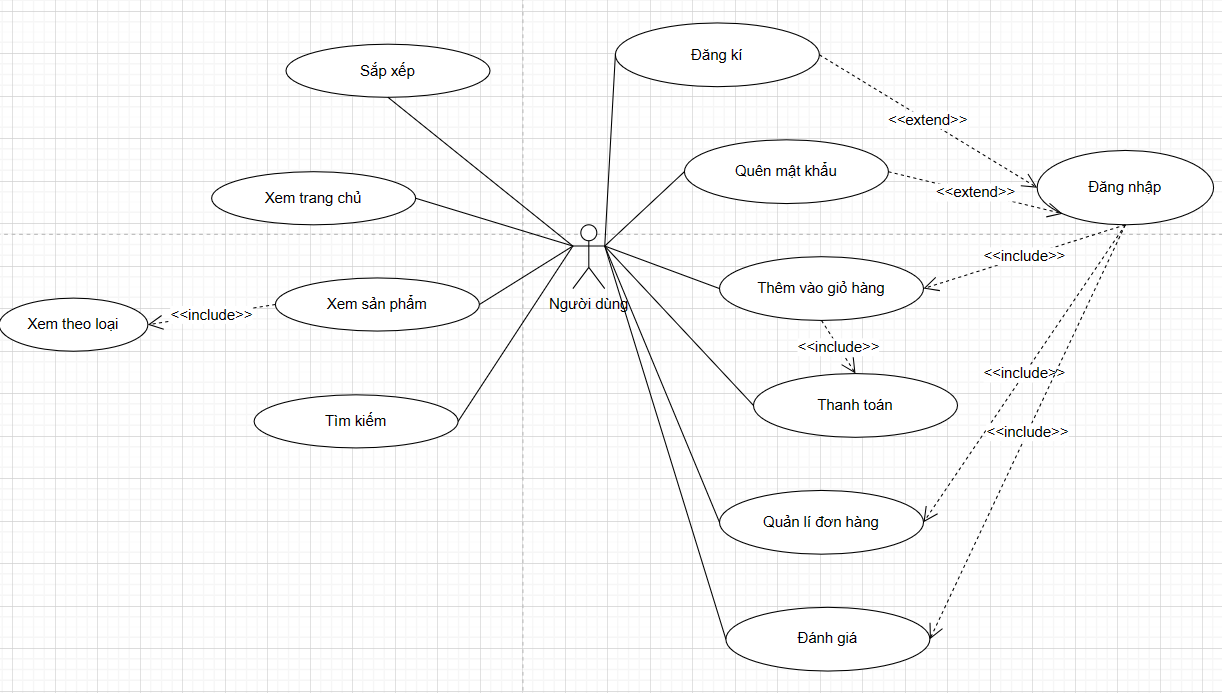 Đăng kí
Sắp xếp
<<extend>>
Quên mật khẩu
Đăng nhập
<<extend>>
Xem trang chủ
<<include>>
Thêm vào giỏ hàng
Người dùng
Xem sản phẩm
<<include>>
Xem theo loại
<<include>>
Thanh toán
<<include>>
Tìm kiếm
<<include>>
Quản lí đơn hàng
Đánh giá